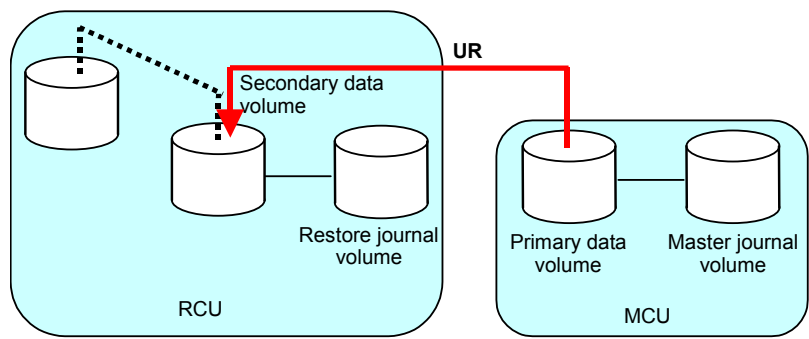 UR
Secondary data
volume
Restore journal
volume
Primary data
volume
Master journal
volume
RCU
MCU